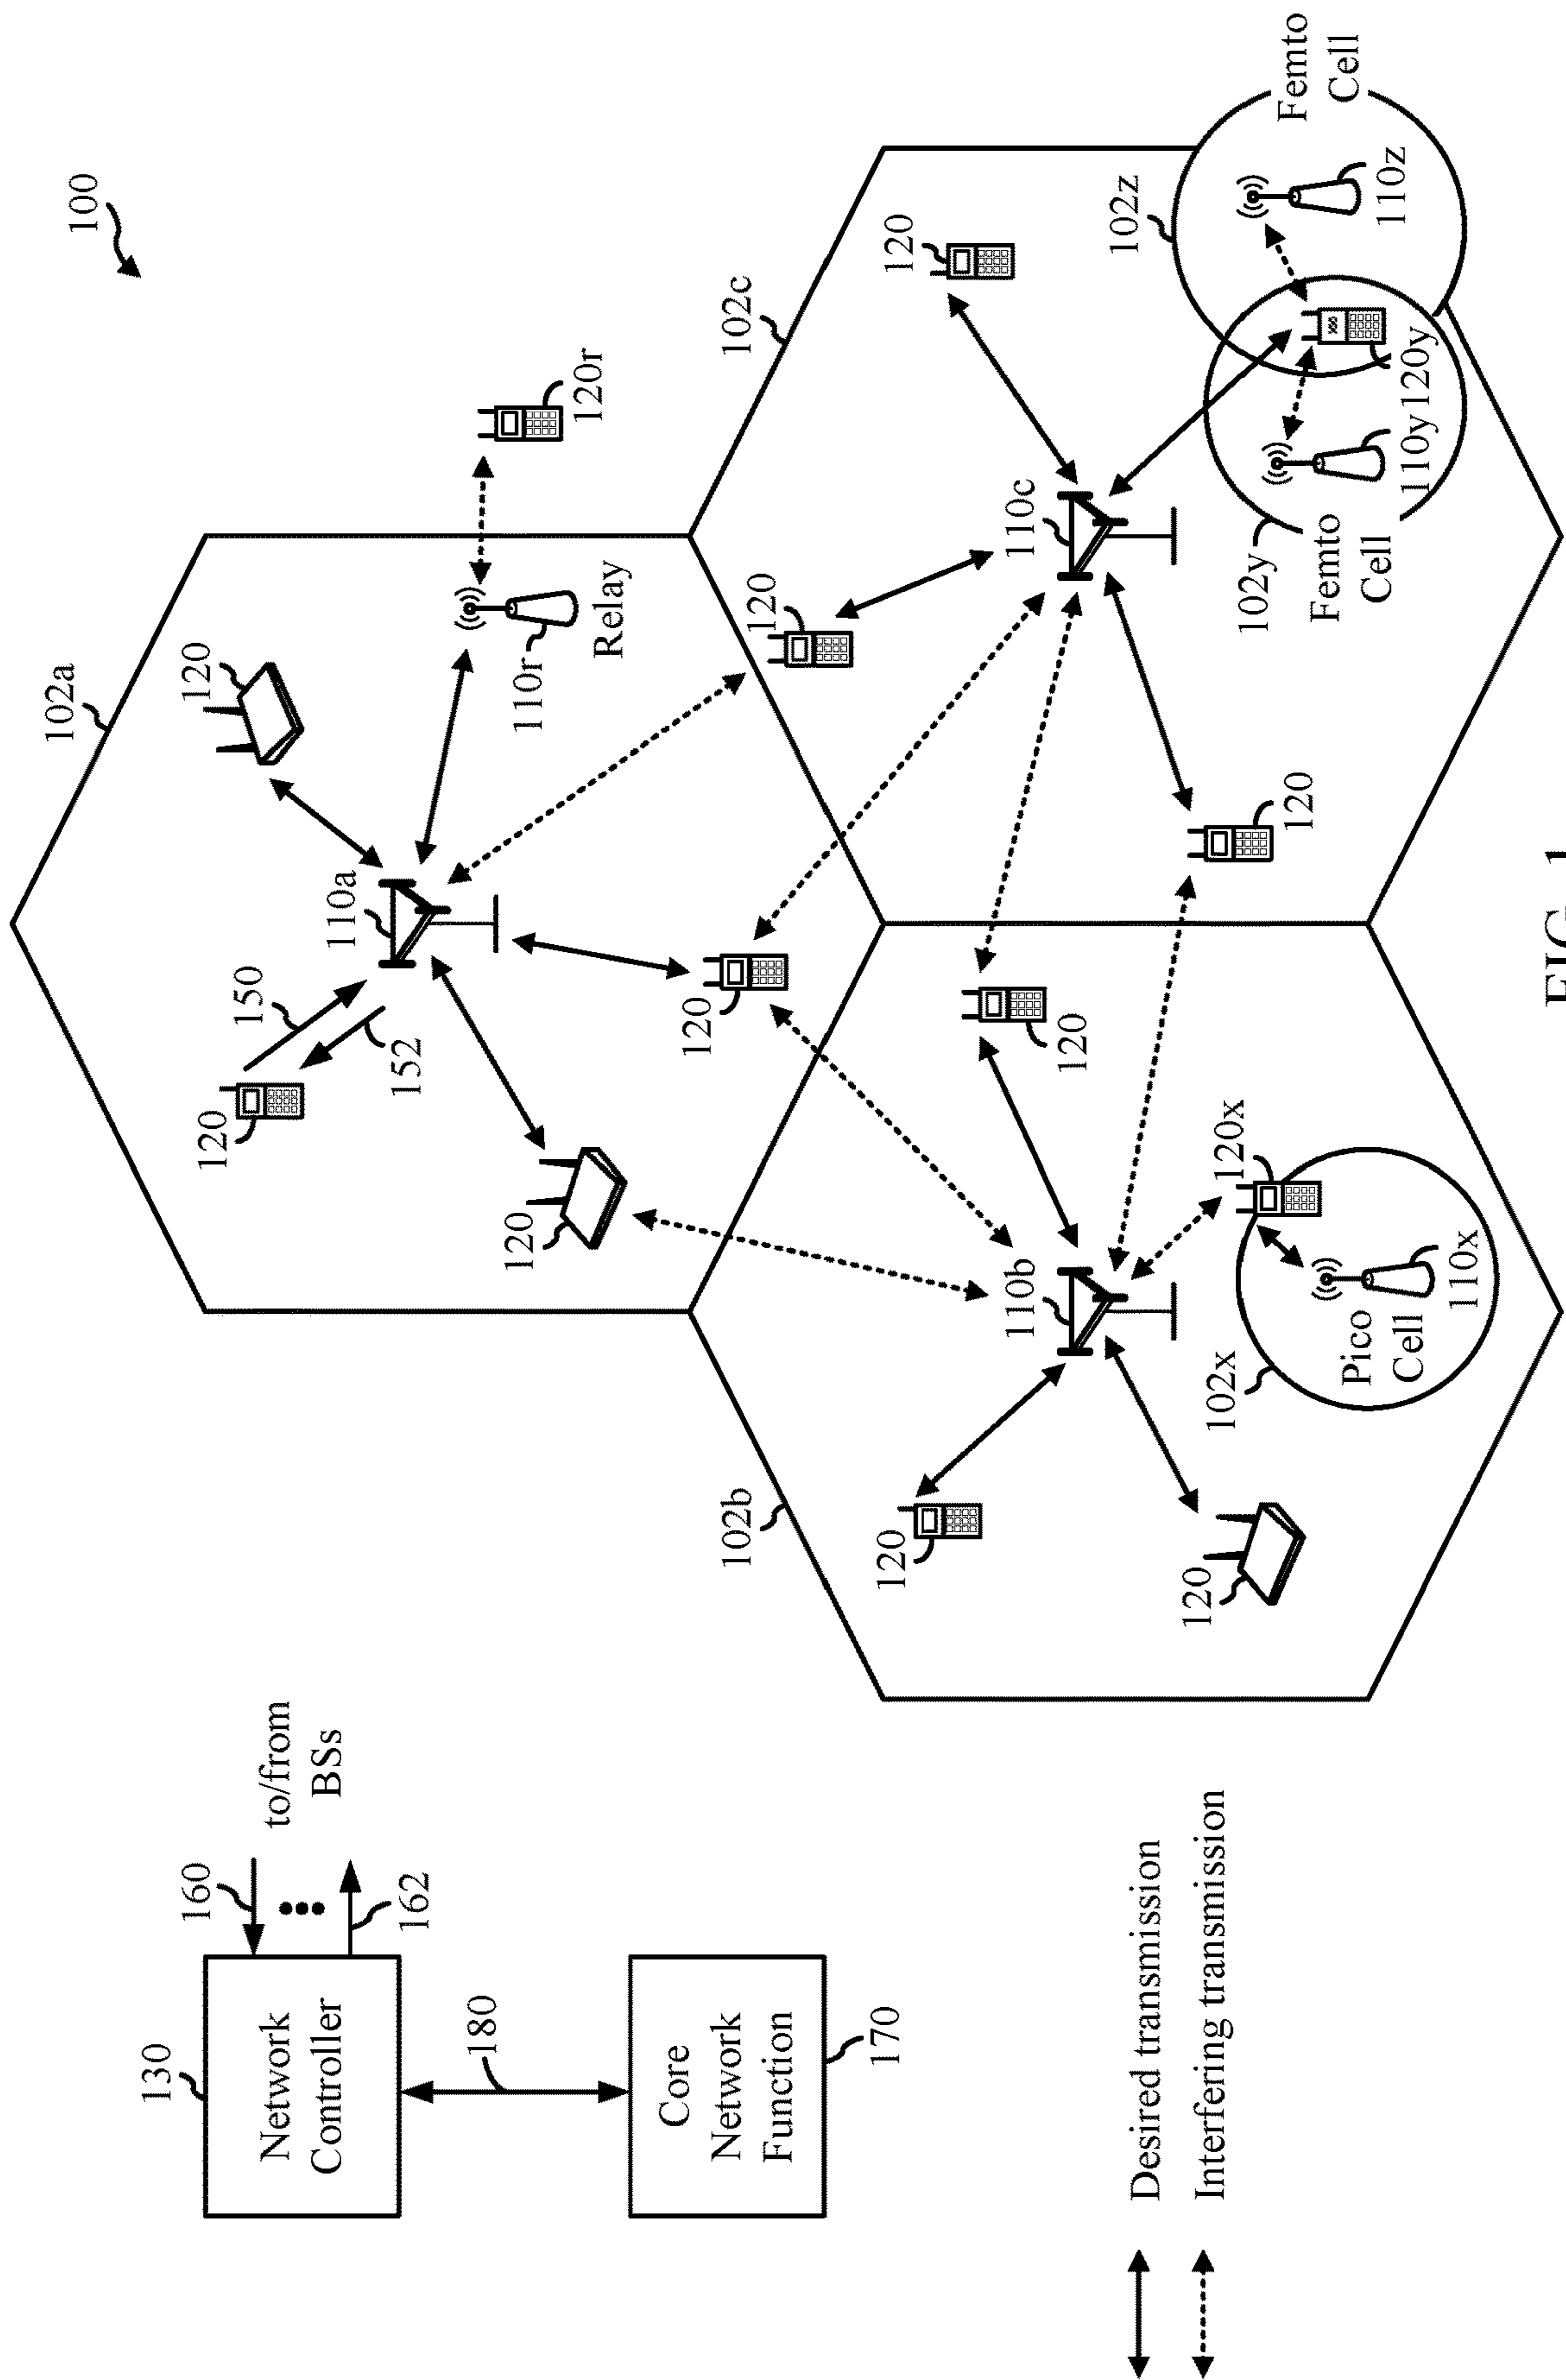 100
130
Network
Controller
160
162
to/from
BSs
180
Core
Network
Function
170
Desired transmission
Interfering transmission
102a
120
150
152
110a
120
120
120
110r
Relay
120r
102b
120
110b
120
120
102x
Pico
Cell
110x
120x
102c
120
110c
120
120
102y
Femto
Cell
110y
120y
102z
110z
Femto
Cell
FIG. 1